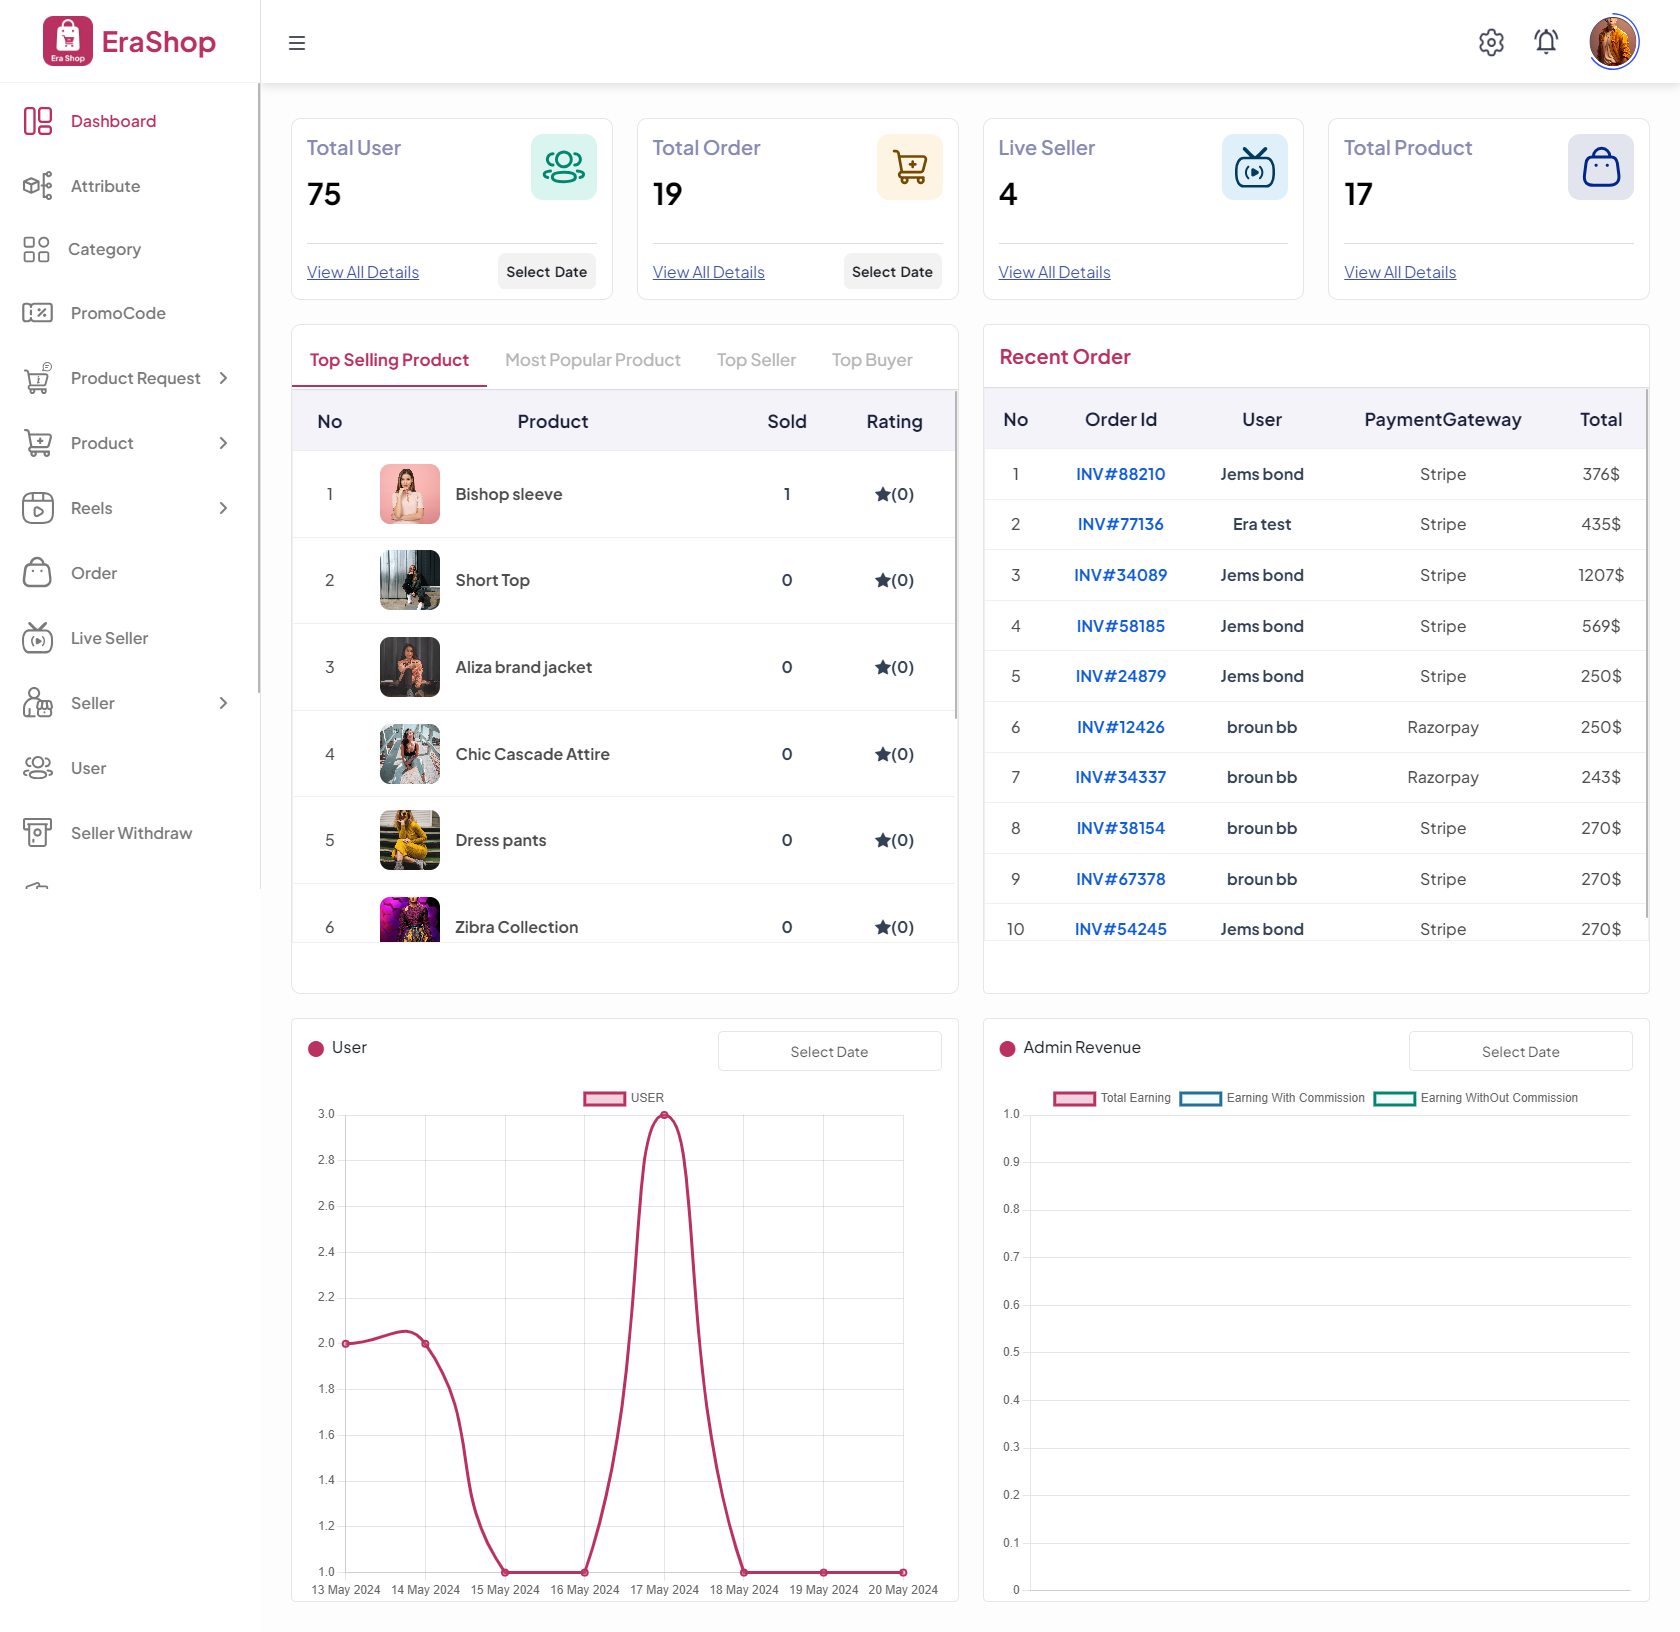 Era Shop
EraShop
Dashboard
Attribute
Category
PromoCode
Product Request
Product
Reels
Order
Live Seller
Seller
User
Seller Withdraw
Total User
75
View All Details
Select Date
Total Order
19
View All Details
Select Date
Live Seller
4
View All Details
Total Product
17
View All Details
Top Selling Product Most Popular Product Top Seller Top Buyer
No Product Sold Rating
1 Bishop sleeve 1 ★(0)
2 Short Top 0 ★(0)
3 Aliza brand jacket 0 ★(0)
4 Chic Cascade Attire 0 ★(0)
5 Dress pants 0 ★(0)
6 Zibra Collection 0 ★(0)
Recent Order
No Order Id User PaymentGateway Total
1 INV#88210 Jems bond Stripe 376$
2 INV#77136 Era test Stripe 435$
3 INV#34089 Jems bond Stripe 1207$
4 INV#58185 Jems bond Stripe 569$
5 INV#24879 Jems bond Stripe 250$
6 INV#12426 broun bb Razorpay 250$
7 INV#34337 broun bb Razorpay 243$
8 INV#38154 broun bb Stripe 270$
9 INV#67378 broun bb Stripe 270$
10 INV#54245 Jems bond Stripe 270$
User
Select Date
USER
3.0
2.8
2.6
2.4
2.2
2.0
1.8
1.6
1.4
1.2
1.0
13 May 2024 14 May 2024 15 May 2024 16 May 2024 17 May 2024 18 May 2024 19 May 2024 20 May 2024
Admin Revenue
Select Date
Total Earning Earning With Commission Earning WithOut Commission
1.0
0.9
0.8
0.7
0.6
0.5
0.4
0.3
0.2
0.1
0